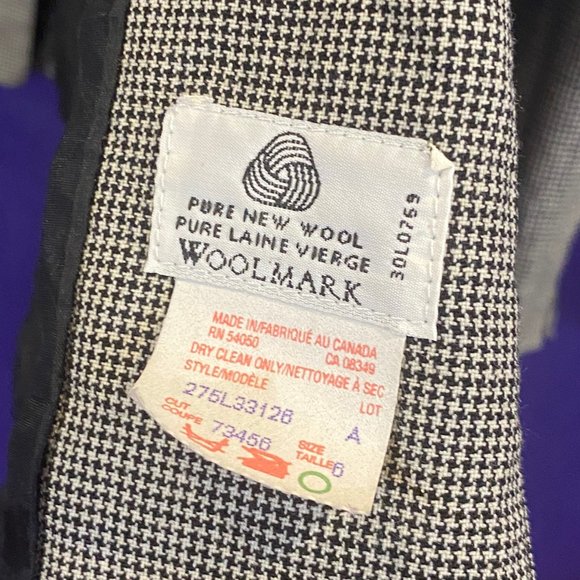 PURE NEW WOOL
PURE LAINE VIERGE
WOOLMARK
30L0769
MADE IN/FABRIQUÉ AU CANADA
RN 54050 CA 08349
DRY CLEAN ONLY/NETTOYAGE À SEC
STYLE/MODÈLE LOT
275L33126 A
CUT
COUPE 73456 SIZE
TAILLE 6